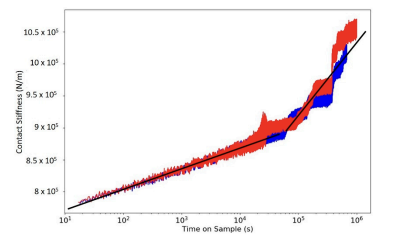 10.5 x 10⁵
10 x 10⁵
9.5 x 10⁵
9 x 10⁵
8.5 x 10⁵
8 x 10⁵
Contact Stiffness (N/m)
10¹ 10² 10³ 10⁴ 10⁵ 10⁶
Time on Sample (s)